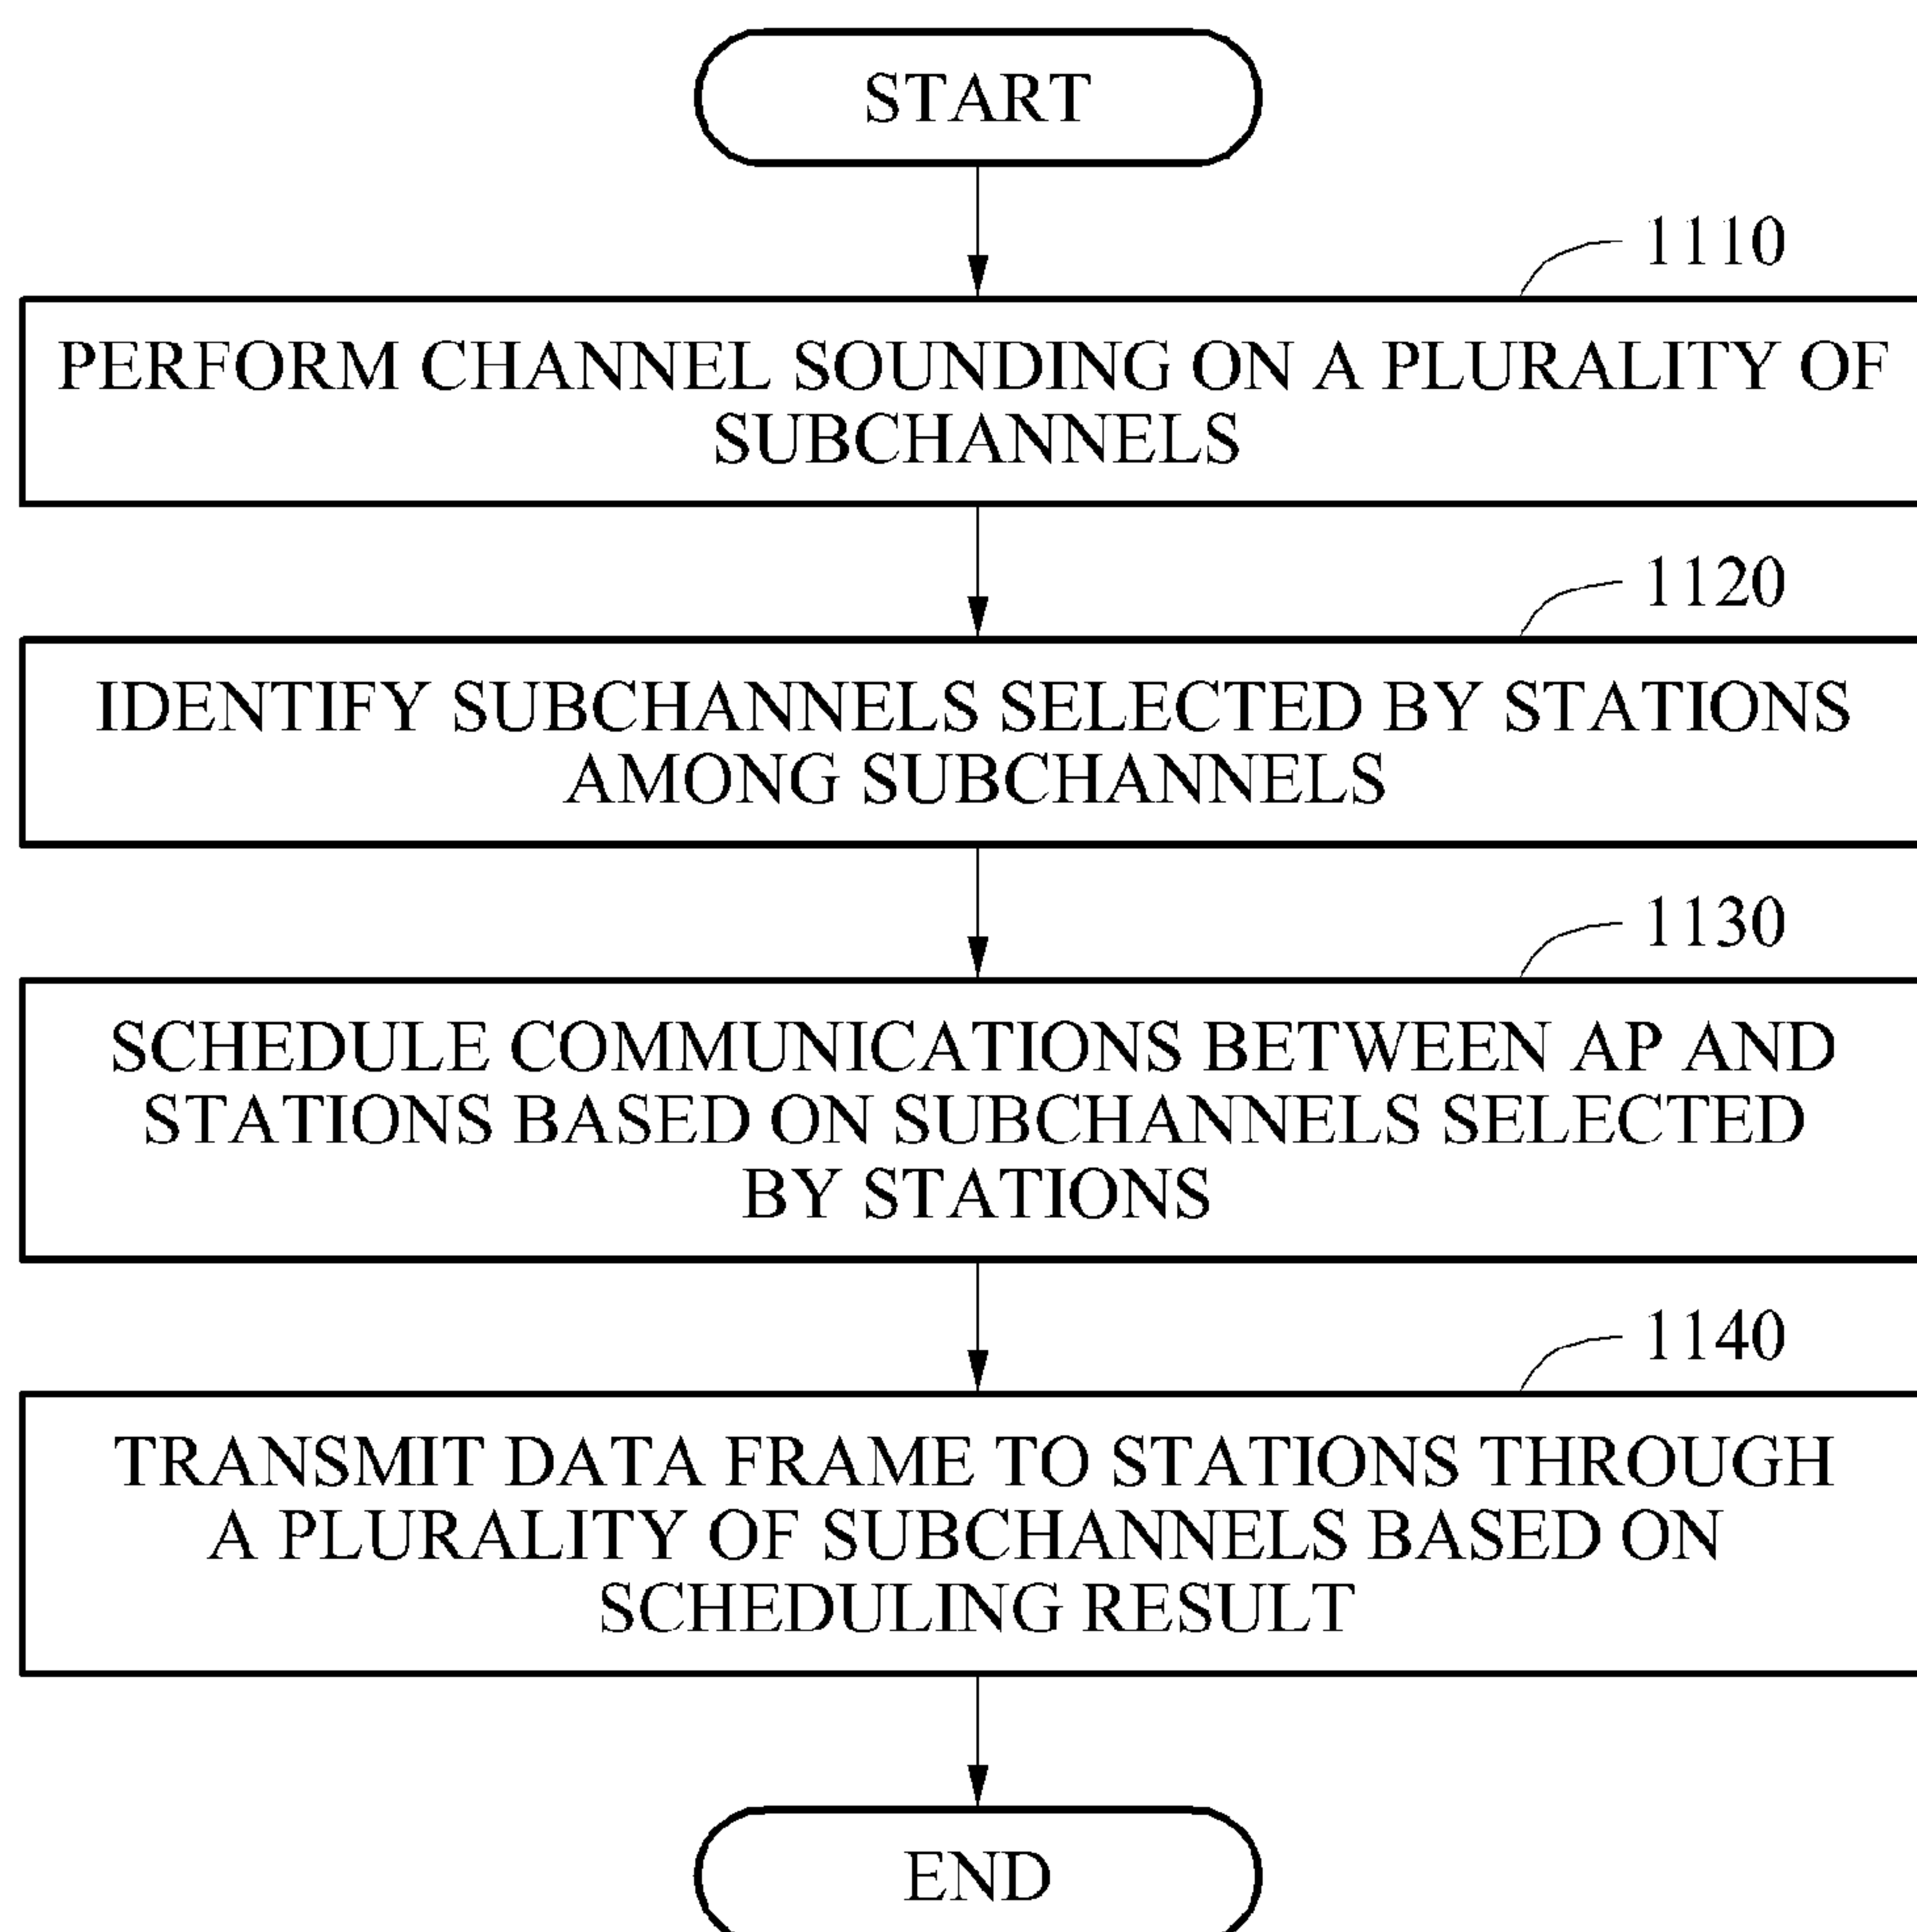 START
1110
PERFORM CHANNEL SOUNDING ON A PLURALITY OF
SUBCHANNELS
1120
IDENTIFY SUBCHANNELS SELECTED BY STATIONS
AMONG SUBCHANNELS
1130
SCHEDULE COMMUNICATIONS BETWEEN AP AND
STATIONS BASED ON SUBCHANNELS SELECTED
BY STATIONS
1140
TRANSMIT DATA FRAME TO STATIONS THROUGH
A PLURALITY OF SUBCHANNELS BASED ON
SCHEDULING RESULT
END